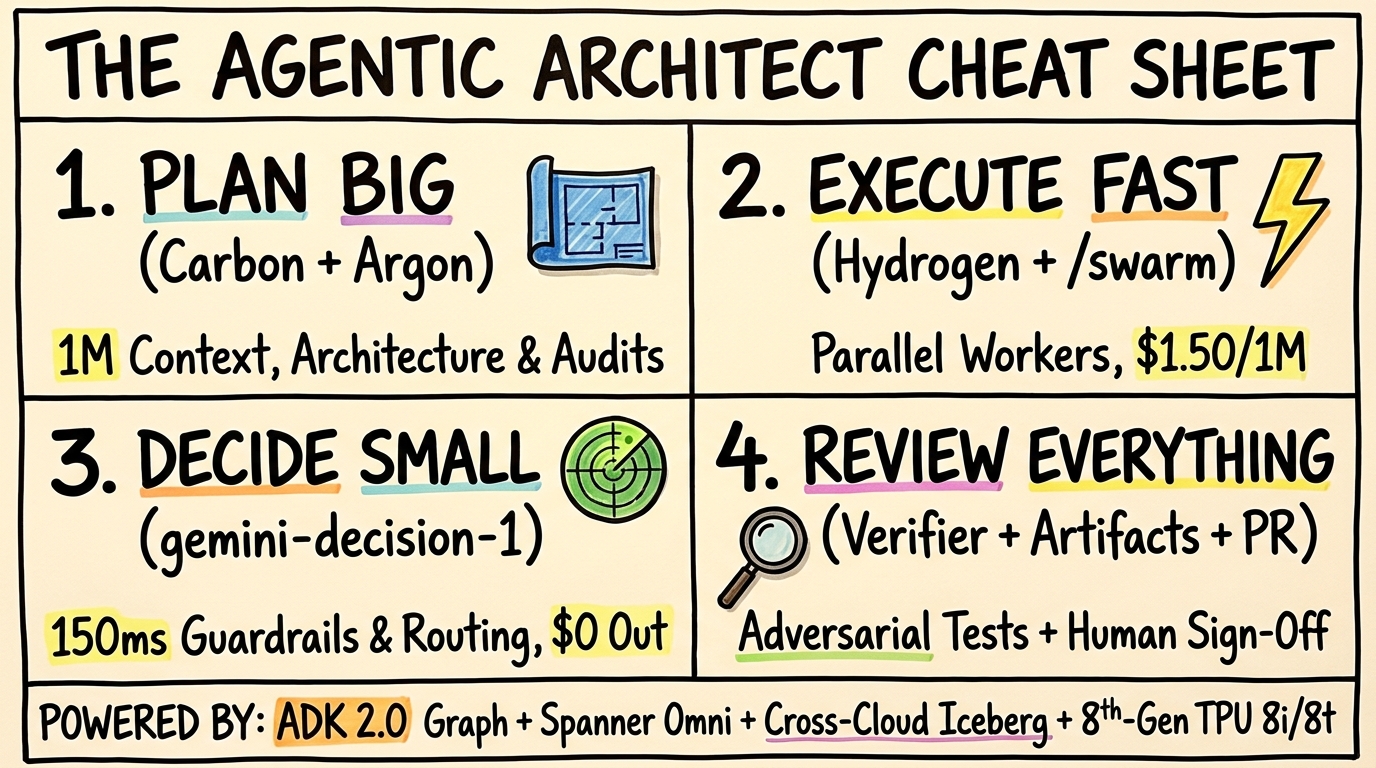 THE AGENTIC ARCHITECT CHEAT SHEET
1. PLAN BIG
(Carbon + Argon)
1M Context, Architecture & Audits
2. EXECUTE FAST
(Hydrogen + /swarm)
Parallel Workers, $1.50/1M
3. DECIDE SMALL
(gemini-decision-1)
150ms Guardrails & Routing, $0 Out
4. REVIEW EVERYTHING
(Verifier + Artifacts + PR)
Adversarial Tests + Human Sign-Off
POWERED BY: ADK 2.0 Graph + Spanner Omni + Cross-Cloud Iceberg + 8th-Gen TPU 8i/8t